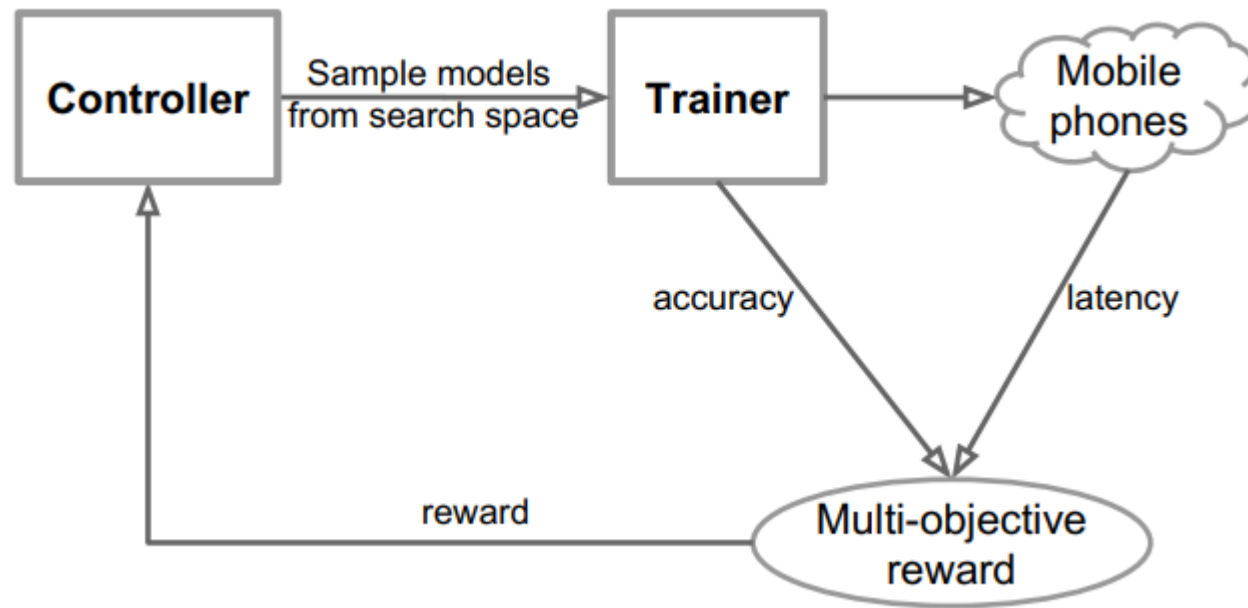 Controller
Sample models
from search space
Trainer
Mobile
phones
accuracy
latency
reward
Multi-objective
reward